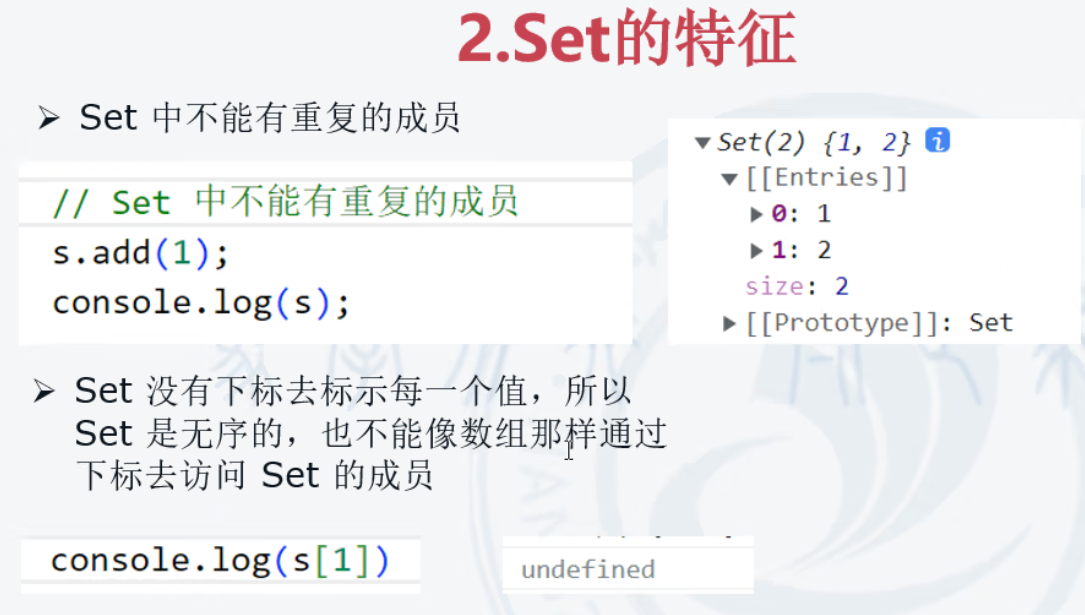 2.Set的特征
➢ Set 中不能有重复的成员
// Set 中不能有重复的成员
s.add(1);
console.log(s);
▼Set(2) {1, 2} i
▼[[Entries]]
▶0: 1
▶1: 2
size: 2
▶[[Prototype]]: Set
➢ Set 没有下标去标示每一个值，所以
Set 是无序的，也不能像数组那样通过
下标去访问 Set 的成员
console.log(s[1])
undefined